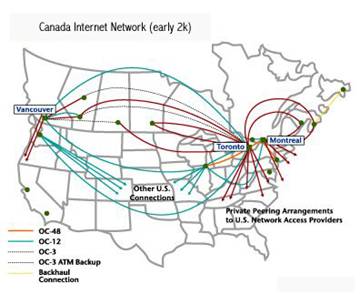 Canada Internet Network (early 2k)
Vancouver
Toronto
Montreal
Other U.S.
Connections
Private Peering Arrangements
to U.S. Network Access Providers
OC-48
OC-12
OC-3
OC-3 ATM Backup
Backhaul
Connection